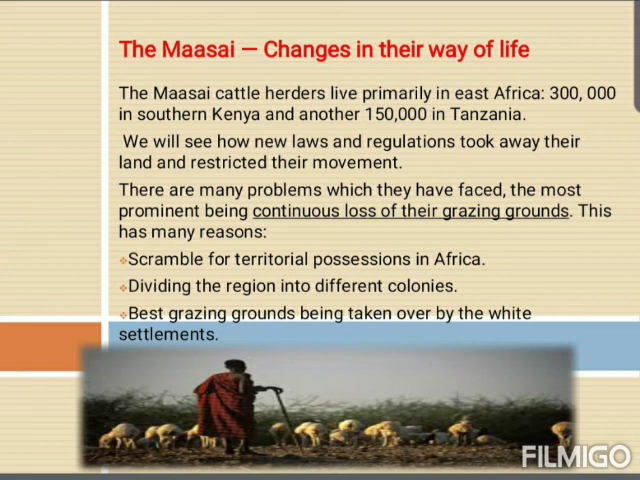 The Maasai — Changes in their way of life
The Maasai cattle herders live primarily in east Africa: 300, 000
in southern Kenya and another 150,000 in Tanzania.
We will see how new laws and regulations took away their
land and restricted their movement.
There are many problems which they have faced, the most
prominent being continuous loss of their grazing grounds. This
has many reasons:
Scramble for territorial possessions in Africa.
Dividing the region into different colonies.
Best grazing grounds being taken over by the white
settlements.
FILMIGO